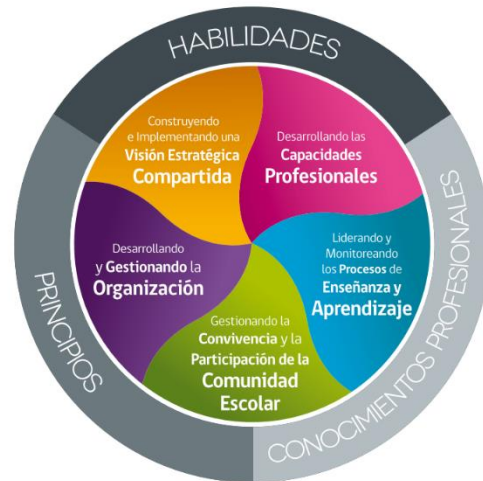 HABILIDADES
Construyendo
e Implementando una
Visión Estratégica
Compartida
Desarrollando las
Capacidades
Profesionales
Desarrollando
y Gestionando la
Organización
Liderando y
Monitoreando
los Procesos de
Enseñanza y
Aprendizaje
Gestionando la
Convivencia y la
Participación de la
Comunidad
Escolar
PRINCIPIOS
CONOCIMIENTOS PROFESIONALES